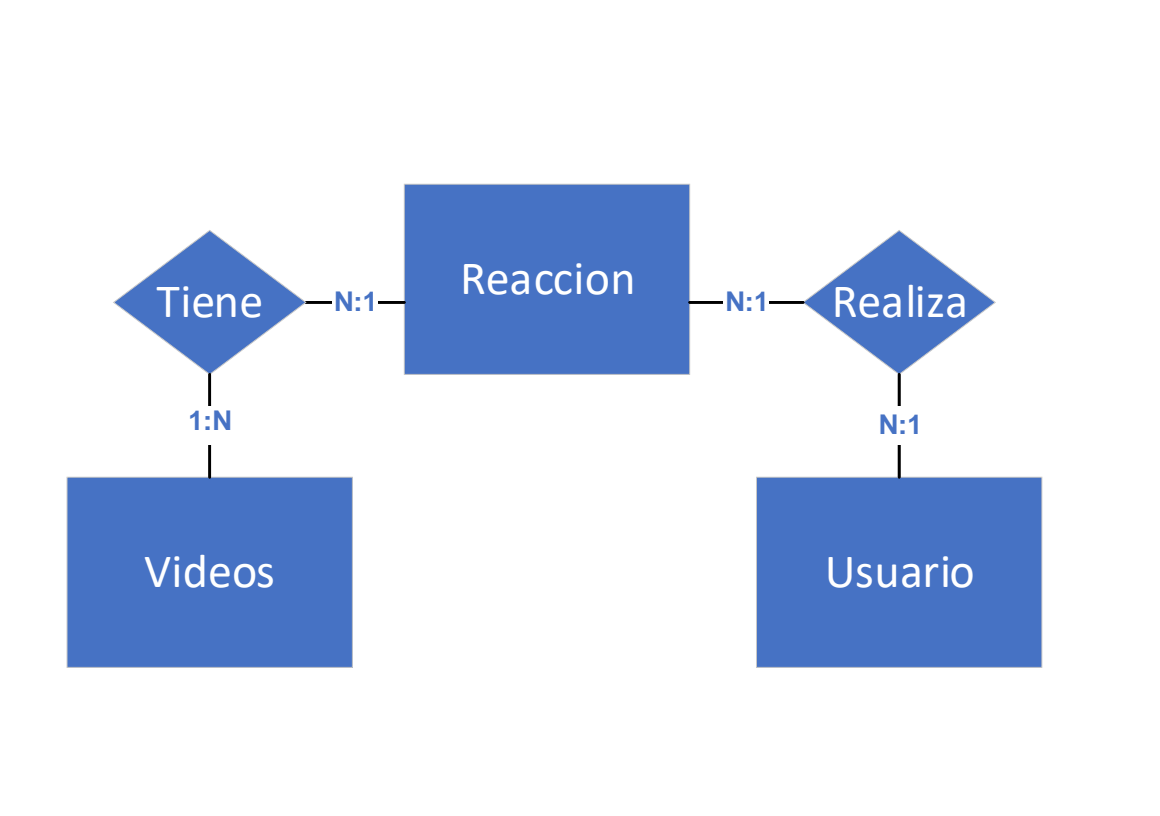 Reaccion
Tiene
N:1
N:1
Realiza
1:N
N:1
Videos
Usuario